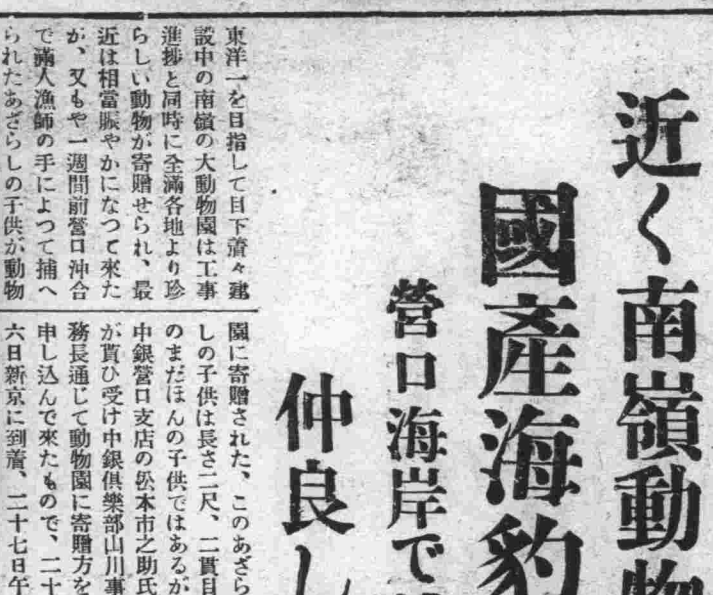 近く南嶺動物
國產海豹
營口海岸で
仲良し
東洋一を目指して目下着々建
設中の南嶺の大動物園は工事
進捗と同時に全滿各地より珍
らしい動物が寄贈せられ、最
近は相當賑やかになつて來た
が、又もや一週間前營口沖合
で滿人漁師の手によつて捕へ
られたあざらしの子供が動物
園に寄贈された、このあざら
しの子供は長さ二尺、二貫目
のまだほんの子供ではあるが
中銀營口支店の松本市之助氏
が貰ひ受け中銀俱樂部山川事
務長通じて動物園に寄贈方を
申し込んで來たもので、二十
六日新京に到着、二十七日午